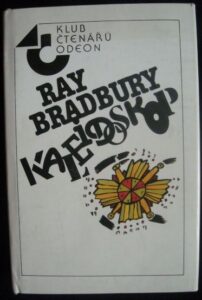 KLUB
ČTENÁŘŮ
ODEON
RAY
BRADBURY
KALEIDOSKOP